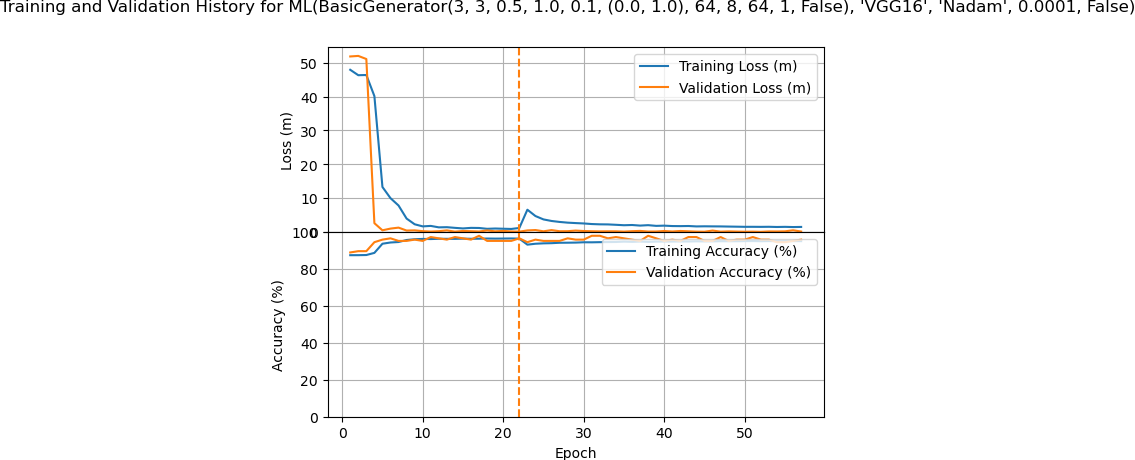 Training and Validation History for ML(BasicGenerator(3, 3, 0.5, 1.0, 0.1, (0.0, 1.0), 64, 8, 64, 1, False), 'VGG16', 'Nadam', 0.0001, False)
Loss (m)
50
40
30
20
10
0
Training Loss (m)
Validation Loss (m)
Accuracy (%)
100
80
60
40
20
0
Training Accuracy (%)
Validation Accuracy (%)
0 10 20 30 40 50
Epoch